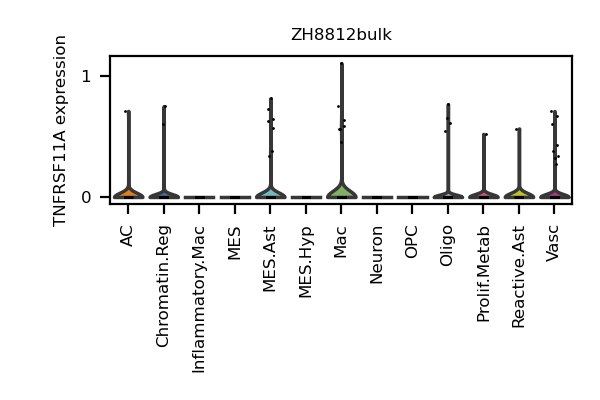 ZH8812bulk
TNFRSF11A expression
1
0
AC
Chromatin.Reg
Inflammatory.Mac
MES
MES.Ast
MES.Hyp
Mac
Neuron
OPC
Oligo
Prolif.Metab
Reactive.Ast
Vasc